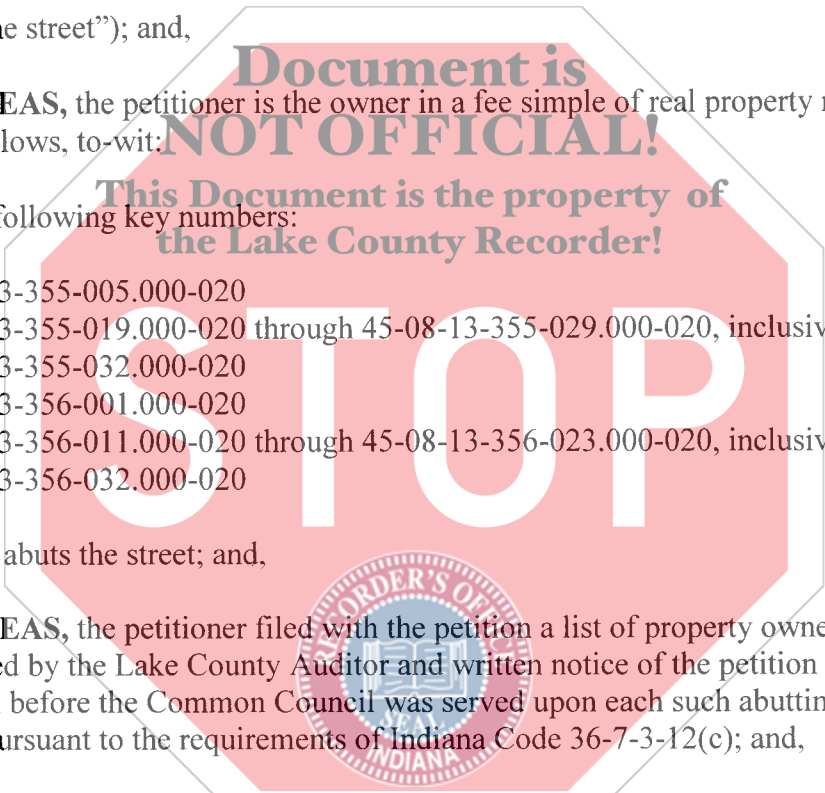 e street”); and,
Document is
EAS, the petitioner is the owner in a fee simple of real property
NOT OFFICIAL!
lows, to-wit:
This Document is the property of
following key numbers:
the Lake County Recorder!
3-355-005.000-020
3-355-019.000-020 through 45-08-13-355-029.000-020, inclusiv
3-355-032.000-020
STOP
3-356-001.000-020
3-356-011.000-020 through 45-08-13-356-023.000-020, inclusiv
3-356-032.000-020
abuts the street; and,
RECORDER'S OFFICE
EAS, the petitioner filed with the petition a list of property owne
ed by the Lake County Auditor and written notice of the petition
before the Common Council was served upon each such abuttin
SEAL
ursuant to the requirements of Indiana Code 36-7-3-12(c); and,
INDIANA